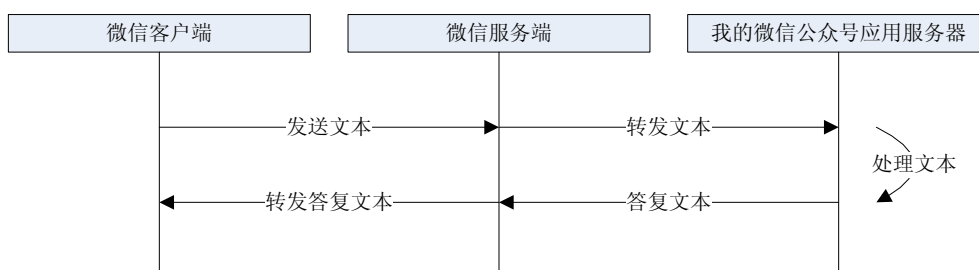 微信客户端
微信服务端
我的微信公众号应用服务器
发送文本
转发文本
处理文本
转发答复文本
答复文本